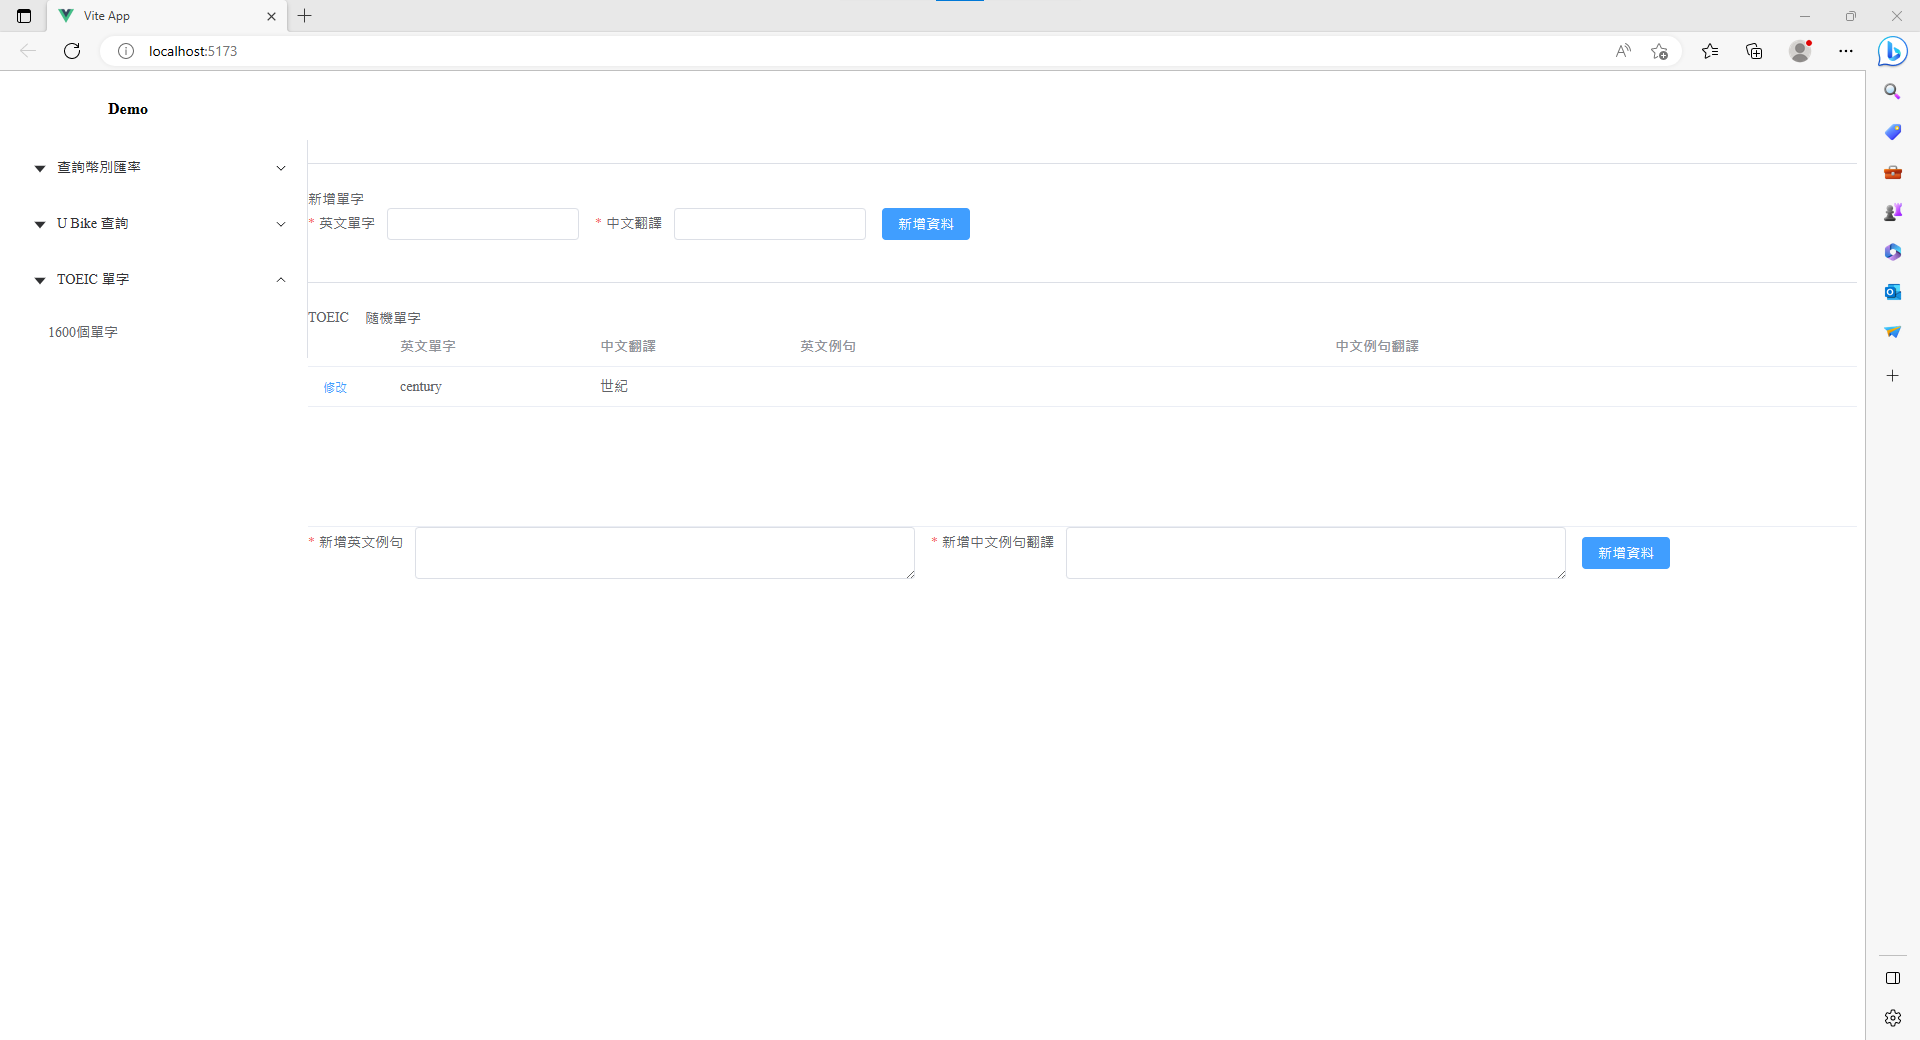 Vite App
localhost:5173
Demo
查詢幣別匯率
U Bike 查詢
TOEIC 單字
1600個單字
新增單字
* 英文單字 * 中文翻譯 新增資料
TOEIC 隨機單字
英文單字 中文翻譯 英文例句 中文例句翻譯
修改 century 世紀
* 新增英文例句 * 新增中文例句翻譯 新增資料